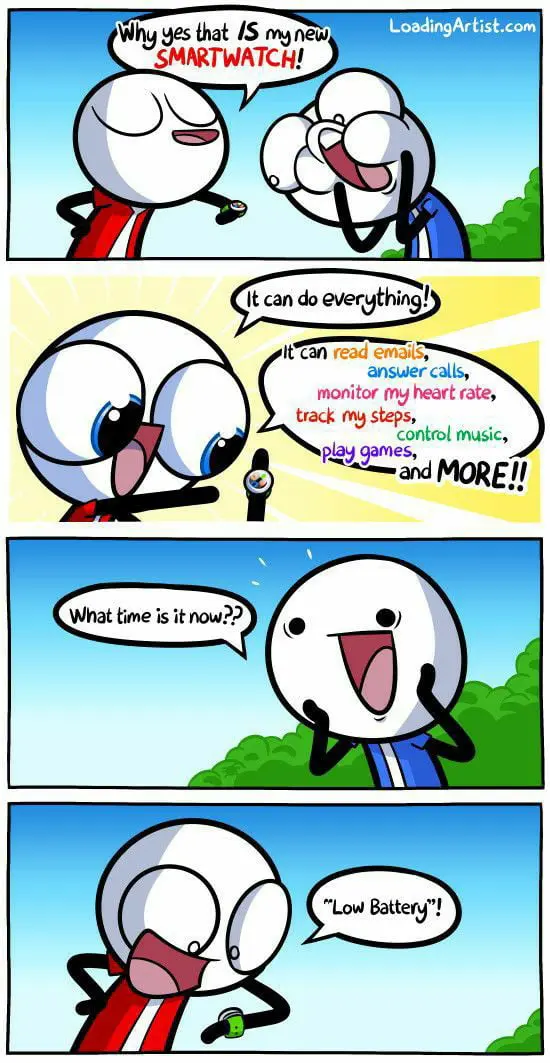 LoadingArtist.com
Why yes that IS my new
SMARTWATCH!
It can do everything!
It can read emails,
answer calls,
monitor my heart rate,
track my steps,
control music,
play games,
and MORE!!
What time is it now??
"Low Battery"!